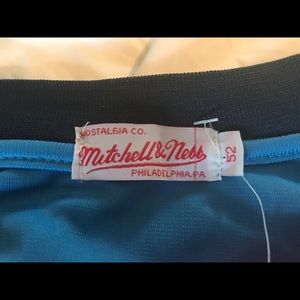 NOSTALGIA CO.
Mitchell & Ness
PHILADELPHIA, PA
52